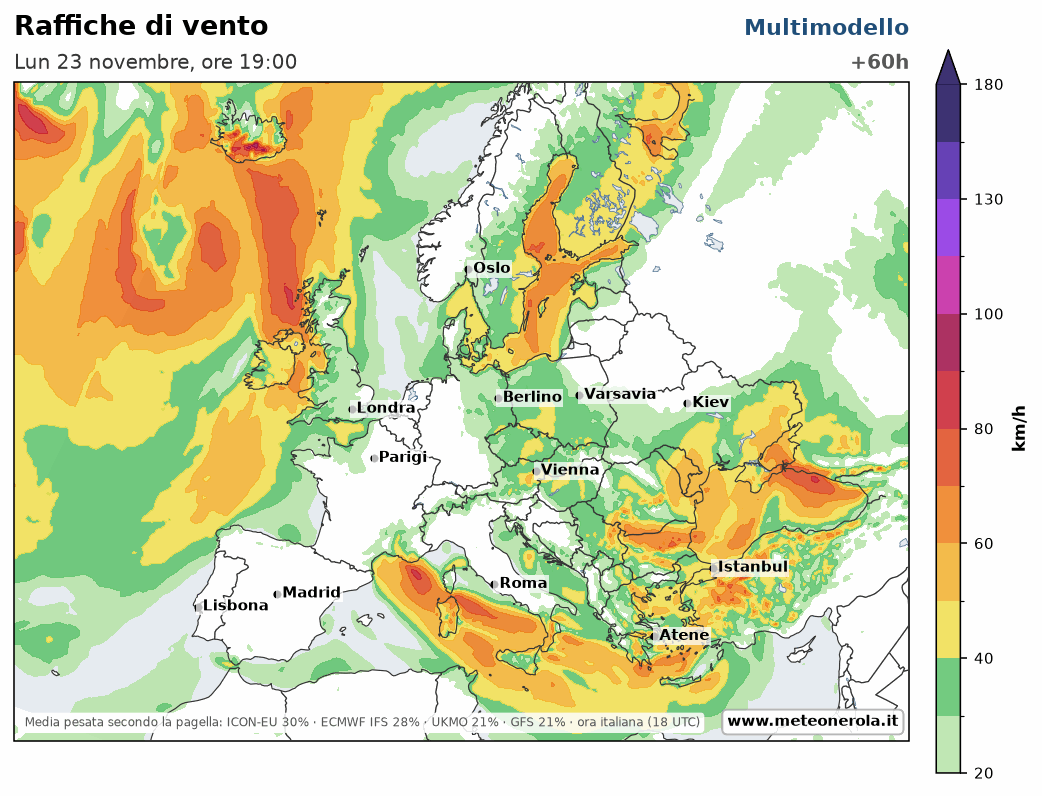 Raffiche di vento
Multimodello
Lun 23 novembre, ore 19:00
+60h
180
130
100
80
60
40
20
km/h
Oslo
Berlino
Varsavia
Kiev
Londra
Parigi
Vienna
Istanbul
Roma
Madrid
Lisbona
Atene
Media pesata secondo la pagella: ICON-EU 30% · ECMWF IFS 28% · UKMO 21% · GFS 21% · ora italiana (18 UTC)
www.meteonerola.it